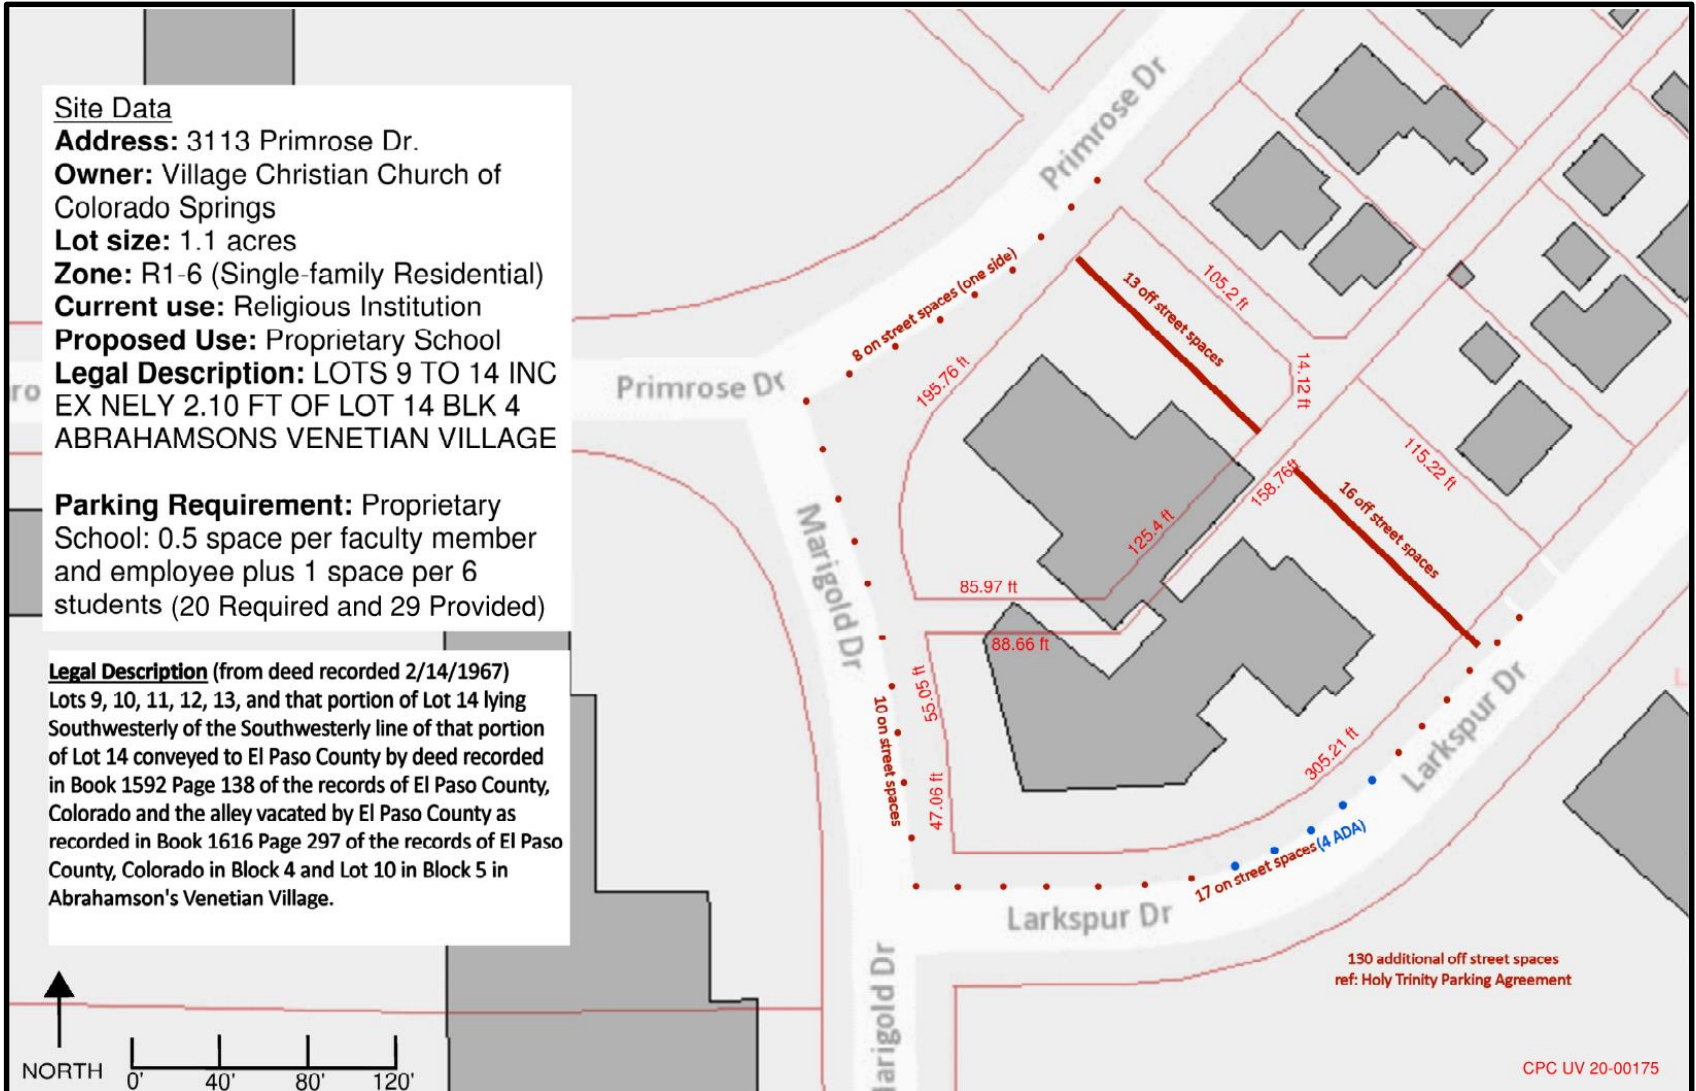 Site Data
Address: 3113 Primrose Dr.
Owner: Village Christian Church of
Colorado Springs
Lot size: 1.1 acres
Zone: R1-6 (Single-family Residential)
Current use: Religious Institution
Proposed Use: Proprietary School
Legal Description: LOTS 9 TO 14 INC
EX NELY 2.10 FT OF LOT 14 BLK 4
ABRAHAMSONS VENETIAN VILLAGE
Parking Requirement: Proprietary
School: 0.5 space per faculty member
and employee plus 1 space per 6
students (20 Required and 29 Provided)
Legal Description (from deed recorded 2/14/1967)
Lots 9, 10, 11, 12, 13, and that portion of Lot 14 lying
Southwesterly of the Southwesterly line of that portion
of Lot 14 conveyed to El Paso County by deed recorded
in Book 1592 Page 138 of the records of El Paso County,
Colorado and the alley vacated by El Paso County as
recorded in Book 1616 Page 297 of the records of El Paso
County, Colorado in Block 4 and Lot 10 in Block 5 in
Abrahamson's Venetian Village.
NORTH
0'
40'
80'
120'
ro
Primrose Dr
Primrose Dr
8 on street spaces (one side)
195.76 ft
13 off street spaces
105.2 ft
14.12 ft
115.22 ft
158.76ft
16 off street spaces
125.4 ft
85.97 ft
88.66 ft
Marigold Dr
55.05 ft
10 on street spaces
47.06 ft
305.21 ft
Larkspur Dr
17 on street spaces (4 ADA)
Larkspur Dr
larigold Dr
130 additional off street spaces
ref: Holy Trinity Parking Agreement
CPC UV 20-00175